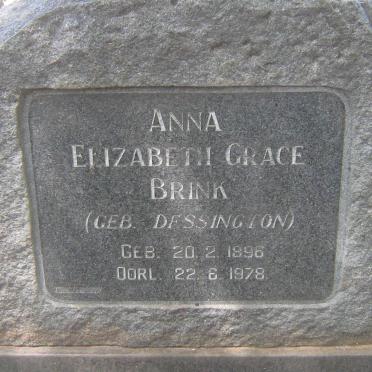 ANNA
ELIZABETH GRACE
BRINK
(GEB. DESSINGTON)
GEB. 20. 2. 1896
OORL. 22. 6. 1978